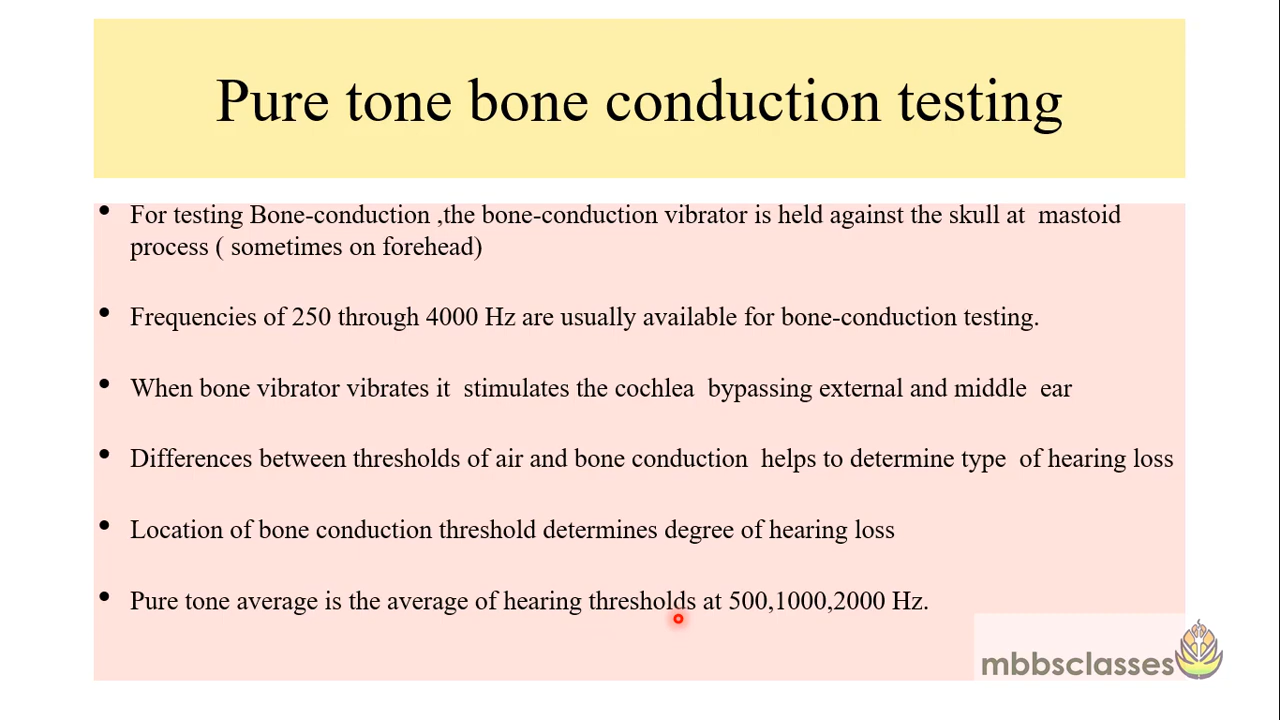 Pure tone bone conduction testing
• For testing Bone-conduction ,the bone-conduction vibrator is held against the skull at mastoid
process ( sometimes on forehead)
• Frequencies of 250 through 4000 Hz are usually available for bone-conduction testing.
• When bone vibrator vibrates it stimulates the cochlea bypassing external and middle ear
• Differences between thresholds of air and bone conduction helps to determine type of hearing loss
• Location of bone conduction threshold determines degree of hearing loss
• Pure tone average is the average of hearing thresholds at 500,1000,2000 Hz.
mbbsclasses